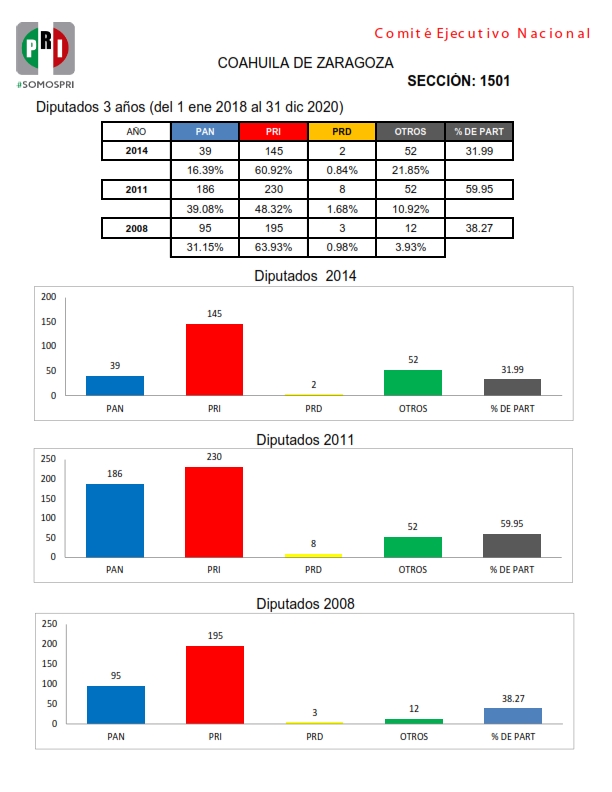 Comité Ejecutivo Nacional
PRI
#SOMOSPRI
COAHUILA DE ZARAGOZA
SECCIÓN: 1501
Diputados 3 años (del 1 ene 2018 al 31 dic 2020)
AÑO PAN PRI PRD OTROS % DE PART
2014 39 145 2 52 31.99
16.39% 60.92% 0.84% 21.85%
2011 186 230 8 52 59.95
39.08% 48.32% 1.68% 10.92%
2008 95 195 3 12 38.27
31.15% 63.93% 0.98% 3.93%
Diputados 2014
200
150
100
50
0
39 145 2 52 31.99
PAN PRI PRD OTROS % DE PART
Diputados 2011
250
200
150
100
50
0
186 230 8 52 59.95
PAN PRI PRD OTROS % DE PART
Diputados 2008
250
200
150
100
50
0
95 195 3 12 38.27
PAN PRI PRD OTROS % DE PART